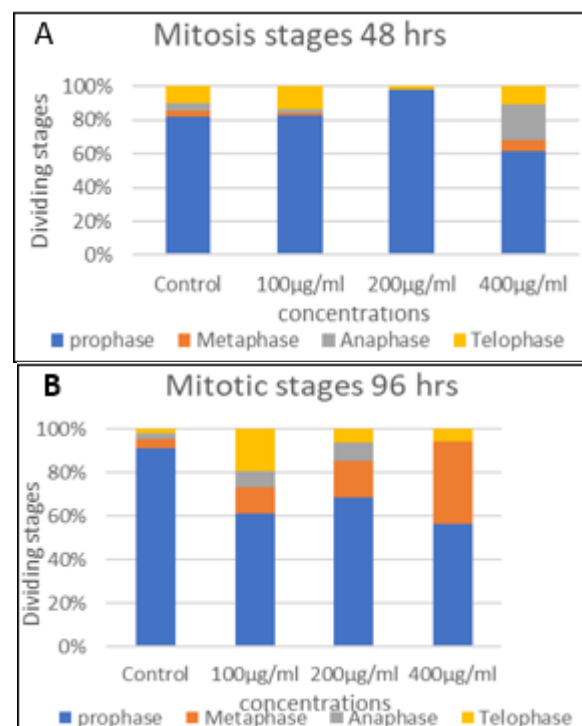 A
Mitosis stages 48 hrs
100%
80%
60%
40%
20%
0%
Dividing stages
Control 100µg/ml 200µg/ml 400µg/ml
concentrations
prophase Metaphase Anaphase Telophase
B
Mitotic stages 96 hrs
100%
80%
60%
40%
20%
0%
Dividing stages
Control 100µg/ml 200µg/ml 400µg/ml
concentrations
prophase Metaphase Anaphase Telophase